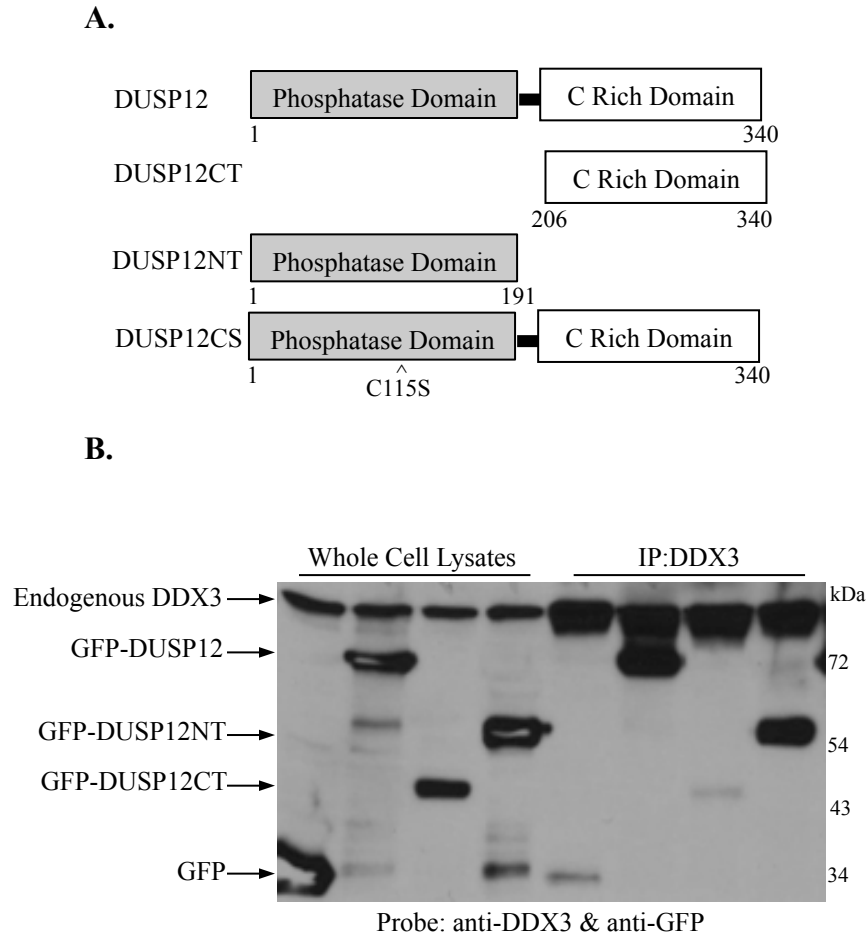 A.
DUSP12
Phosphatase Domain
C Rich Domain
1
340
DUSP12CT
C Rich Domain
206
340
DUSP12NT
Phosphatase Domain
1
191
DUSP12CS
Phosphatase Domain
C Rich Domain
1
^
C115S
340
B.
Whole Cell Lysates
IP:DDX3
Endogenous DDX3
kDa
GFP-DUSP12
72
GFP-DUSP12NT
54
GFP-DUSP12CT
43
GFP
34
Probe: anti-DDX3 & anti-GFP